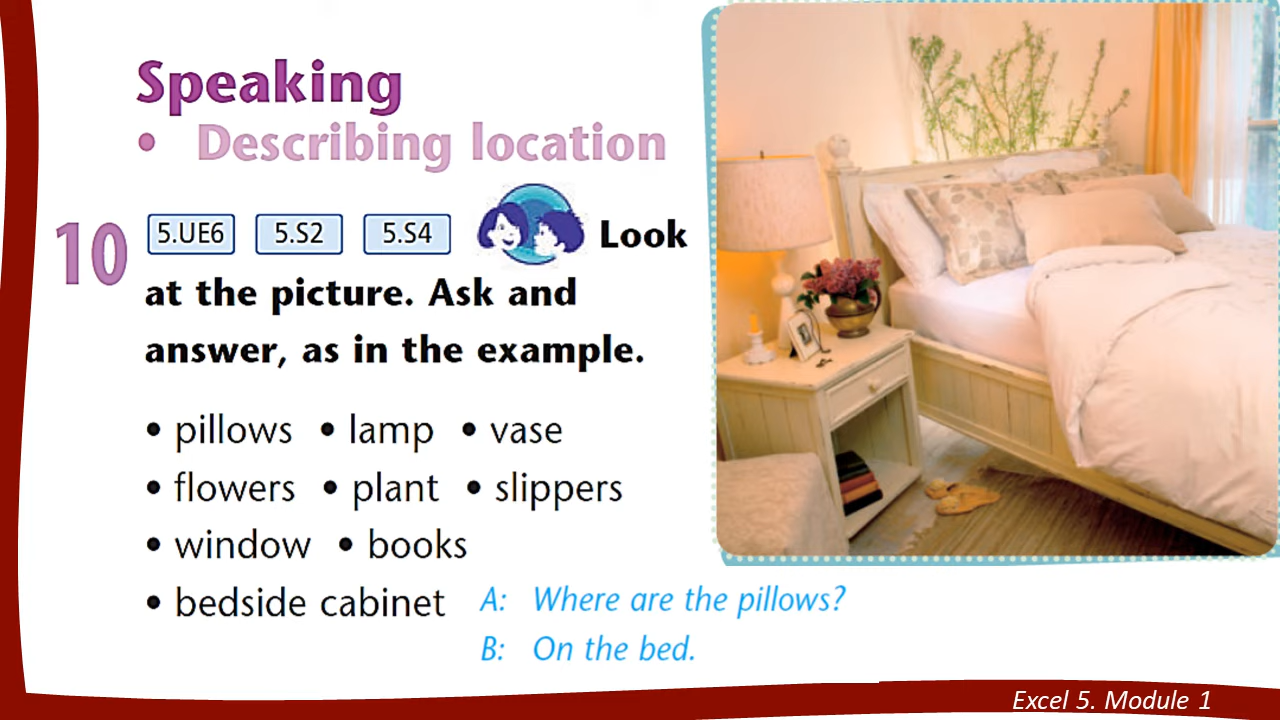 Speaking
• Describing location
10 5.UE6 5.S2 5.S4 Look
at the picture. Ask and
answer, as in the example.
• pillows • lamp • vase
• flowers • plant • slippers
• window • books
• bedside cabinet
A: Where are the pillows?
B: On the bed.
Excel 5. Module 1